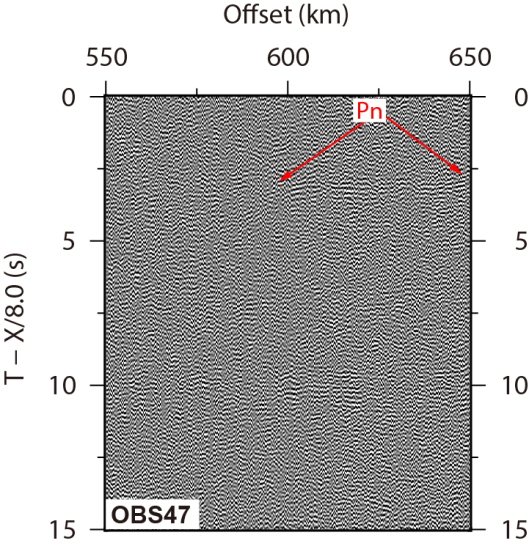 Offset (km)
550 600 650
0 Pn 0
5 5
T – X/8.0 (s)
10 10
OBS47
15 15